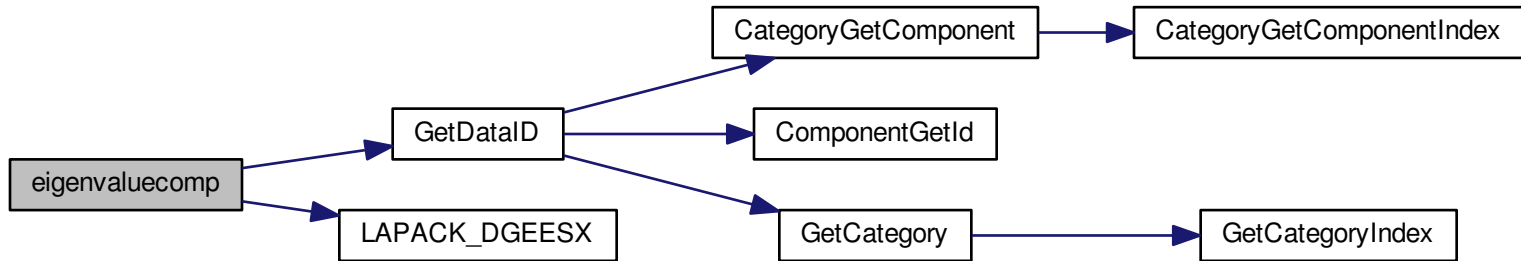 eigenvaluecomp
GetDataID
LAPACK_DGEESX
CategoryGetComponent
ComponentGetId
GetCategory
CategoryGetComponentIndex
GetCategoryIndex